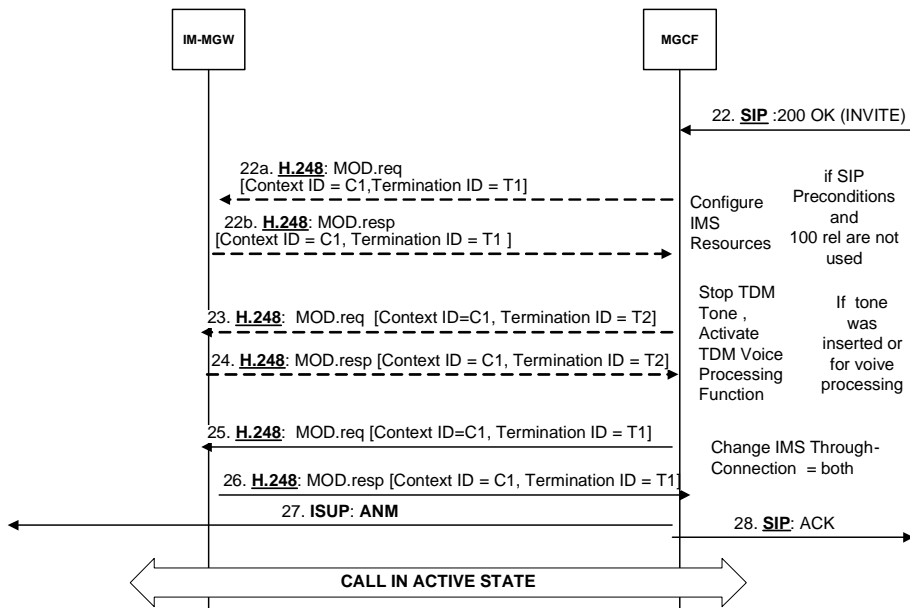 IM-MGW
MGCF
22. SIP :200 OK (INVITE)
22a. H.248: MOD.req
[Context ID = C1,Termination ID = T1]
22b. H.248: MOD.resp
[Context ID = C1, Termination ID = T1 ]
Configure
IMS
Resources
if SIP
Preconditions
and
100 rel are not
used
23. H.248: MOD.req [Context ID=C1, Termination ID = T2]
24. H.248: MOD.resp [Context ID = C1, Termination ID = T2]
Stop TDM
Tone ,
Activate
TDM Voice
Processing
Function
If tone
was
inserted or
for voive
processing
25. H.248: MOD.req [Context ID=C1, Termination ID = T1]
26. H.248: MOD.resp [Context ID = C1, Termination ID = T1]
Change IMS Through-
Connection = both
27. ISUP: ANM
28. SIP: ACK
CALL IN ACTIVE STATE